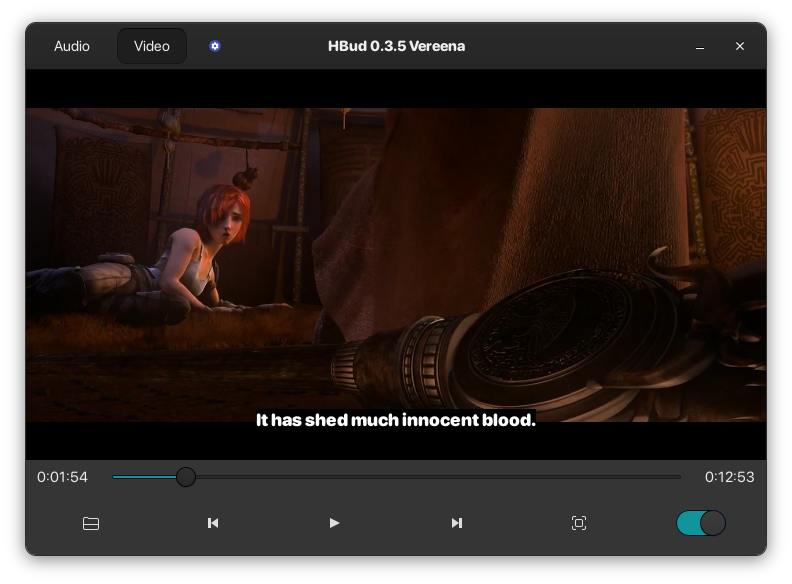 Audio
Video
HBud 0.3.5 Vereena
It has shed much innocent blood.
0:01:54
0:12:53